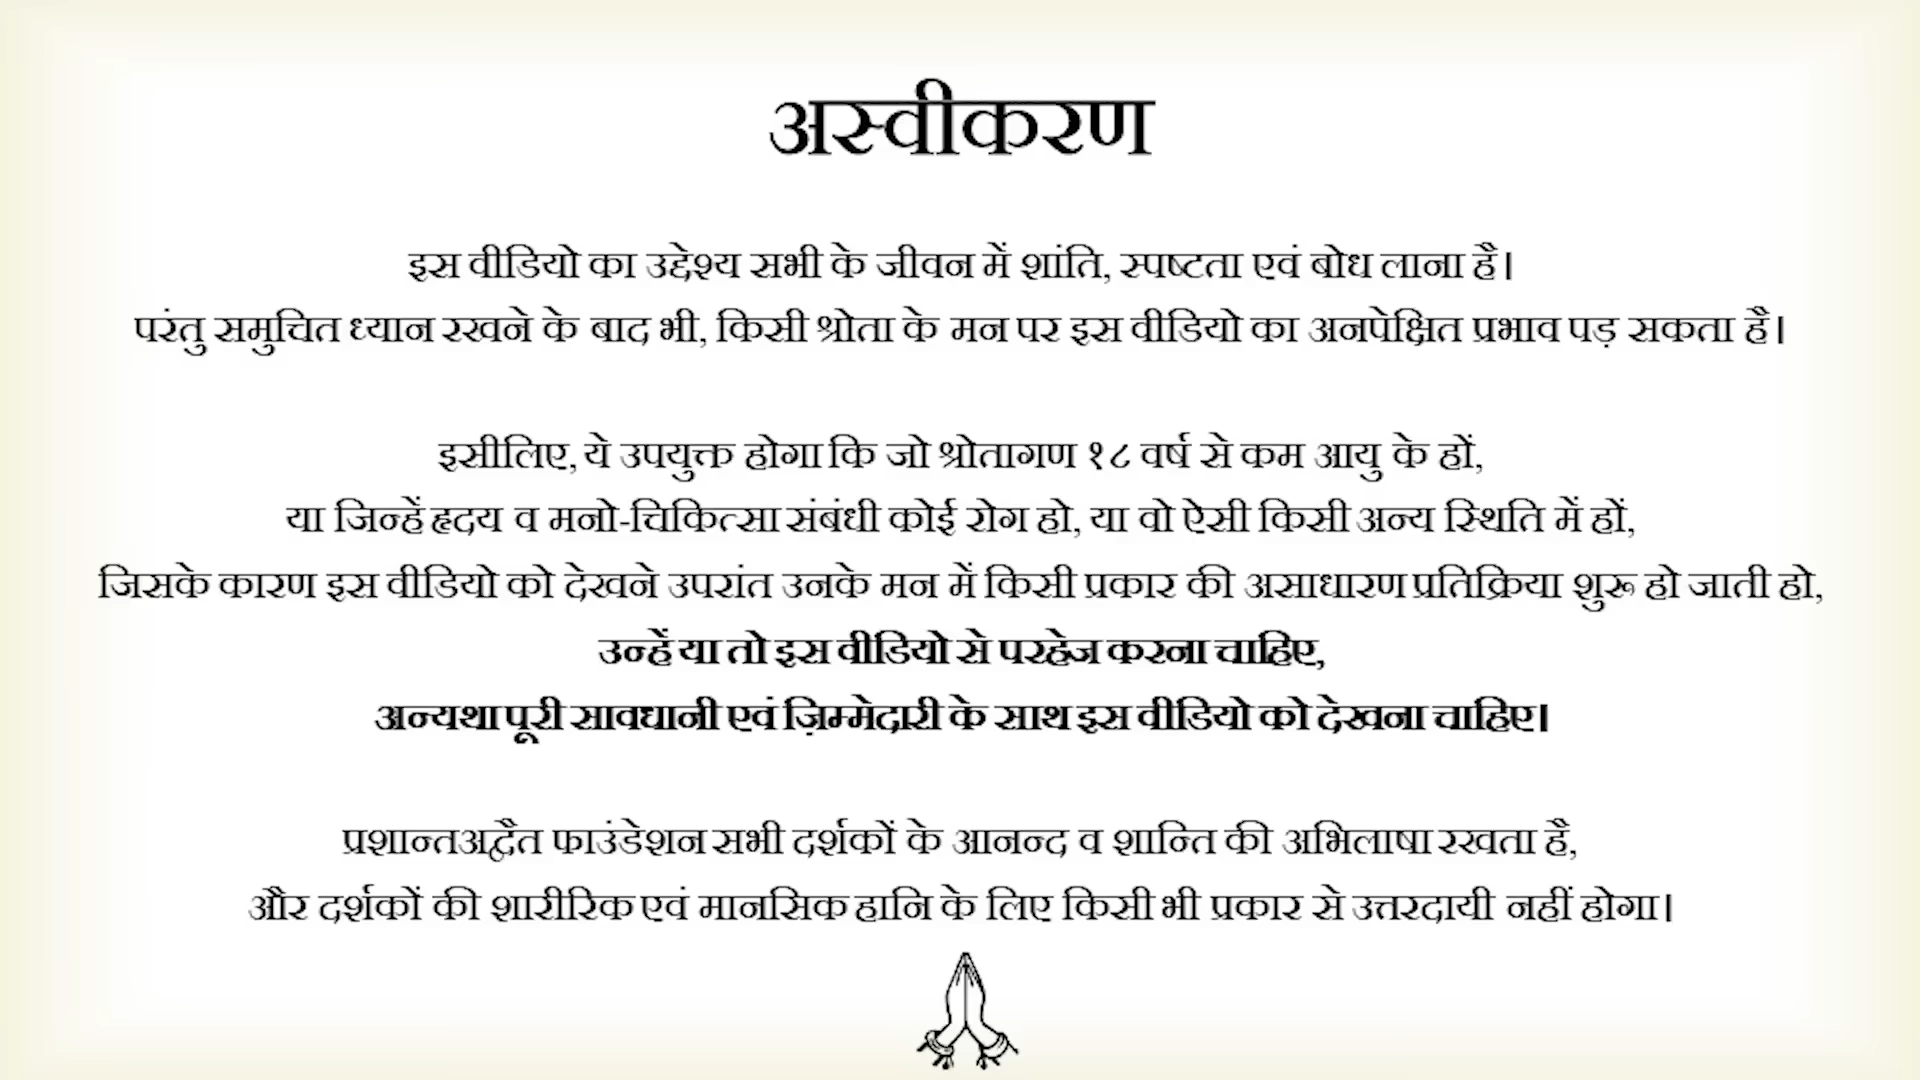 अस्वीकरण
इस वीडियो का उद्देश्य सभी के जीवन में शांति, स्पष्टता एवं बोध लाना है।
परंतु समुचित ध्यान रखने के बाद भी, किसी श्रोता के मन पर इस वीडियो का अनपेक्षित प्रभाव पड़ सकता है।
इसीलिए, ये उपयुक्त होगा कि जो श्रोतागण १८ वर्ष से कम आयु के हों,
या जिन्हें हृदय व मनो-चिकित्सा संबंधी कोई रोग हो, या वो ऐसी किसी अन्य स्थिति में हों,
जिसके कारण इस वीडियो को देखने उपरांत उनके मन में किसी प्रकार की असाधारण प्रतिक्रिया शुरू हो जाती हो,
उन्हें या तो इस वीडियो से परहेज करना चाहिए,
अन्यथा पूरी सावधानी एवं ज़िम्मेदारी के साथ इस वीडियो को देखना चाहिए।
प्रशान्तअद्वैत फाउंडेशन सभी दर्शकों के आनन्द व शान्ति की अभिलाषा रखता है,
और दर्शकों की शारीरिक एवं मानसिक हानि के लिए किसी भी प्रकार से उत्तरदायी नहीं होगा।